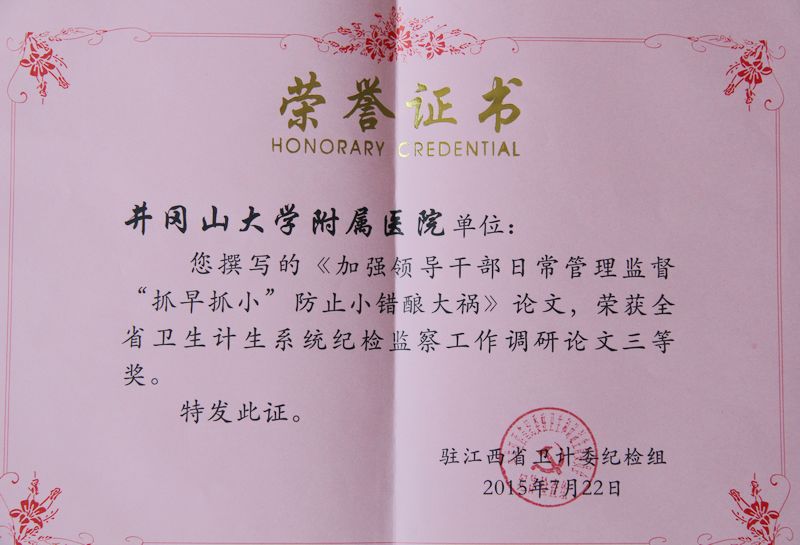 荣誉证书
HONORARY CREDENTIAL
井冈山大学附属医院单位：
您撰写的《加强领导干部日常管理监督
“抓早抓小”防止小错酿大祸》论文，荣获全
省卫生计生系统纪检监察工作调研论文三等
奖。
特发此证。
驻江西省卫计委纪检组
2015年7月22日